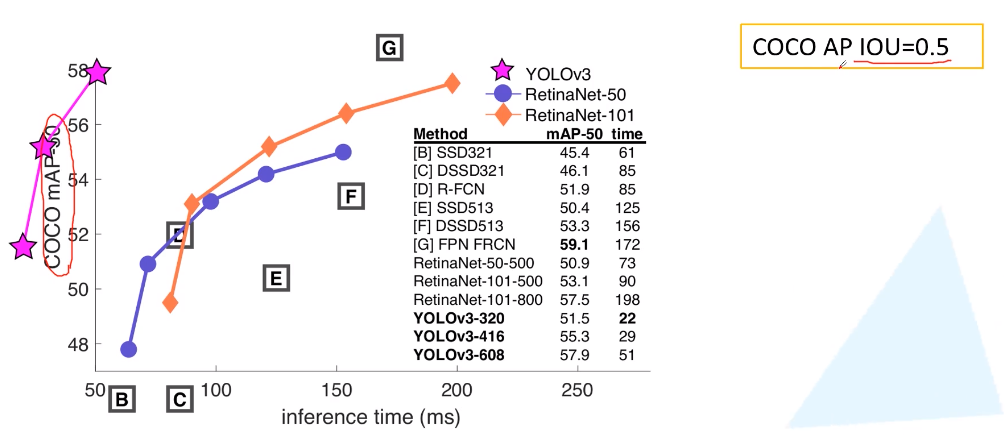 COCO AP IOU=0.5
G
58
YOLOv3
RetinaNet-50
RetinaNet-101
56
COCO mAP-50
54
52
50
48
D
E
F
Method mAP-50 time
[B] SSD321 45.4 61
[C] DSSD321 46.1 85
[D] R-FCN 51.9 85
[E] SSD513 50.4 125
[F] DSSD513 53.3 156
[G] FPN FRCN 59.1 172
RetinaNet-50-500 50.9 73
RetinaNet-101-500 53.1 90
RetinaNet-101-800 57.5 198
YOLOv3-320 51.5 22
YOLOv3-416 55.3 29
YOLOv3-608 57.9 51
50 100 150 200 250
B C
inference time (ms)